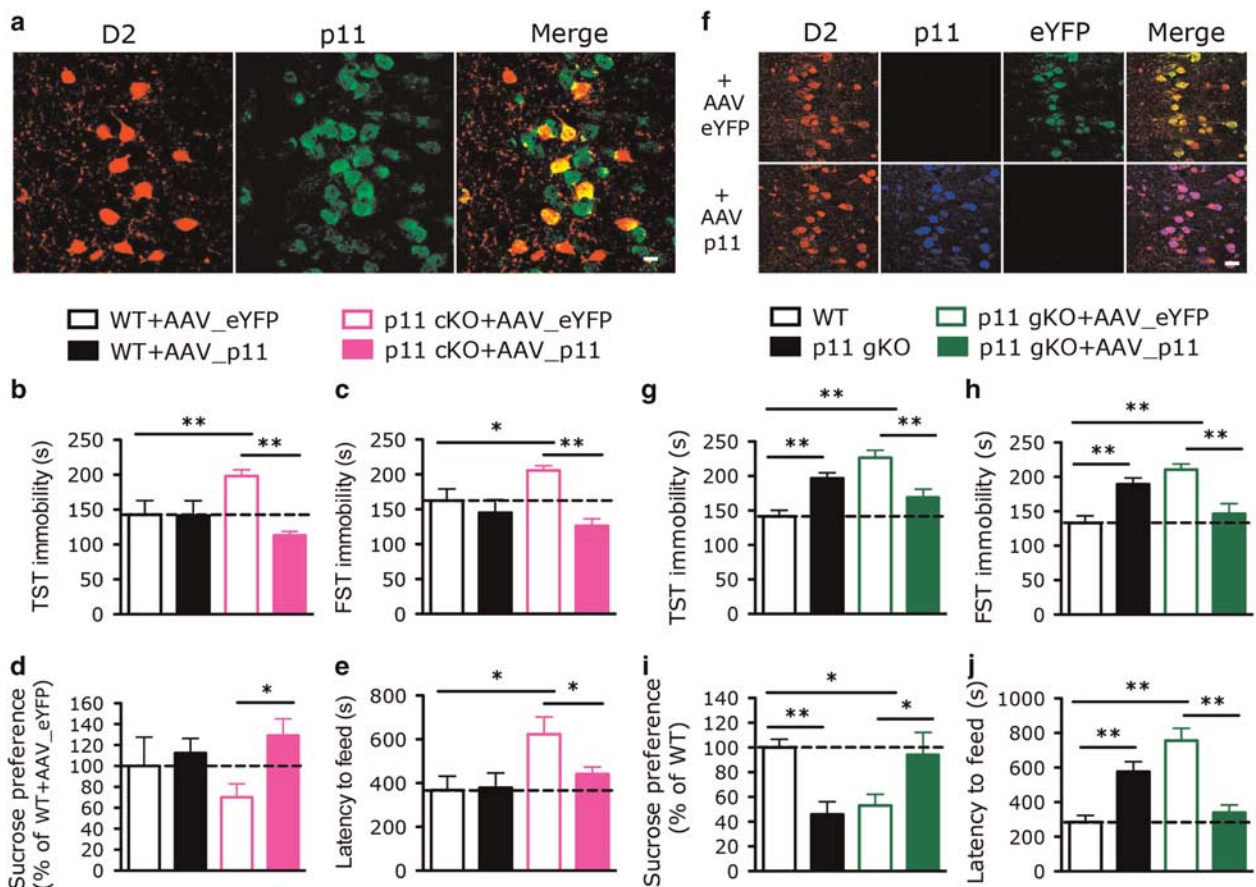 a
D2 p11 Merge
WT+AAV_eYFP
WT+AAV_p11
p11 cKO+AAV_eYFP
p11 cKO+AAV_p11
b
TST immobility (s)
250
200
150
100
50
0
**
**
c
FST immobility (s)
250
200
150
100
50
0
*
**
d
Sucrose preference
(% of WT+AAV_eYFP)
160
140
120
100
80
60
40
20
0
*
e
Latency to feed (s)
800
600
400
200
0
*
*
f
D2 p11 eYFP Merge
+
AAV
eYFP
+
AAV
p11
WT
p11 gKO
p11 gKO+AAV_eYFP
p11 gKO+AAV_p11
g
TST immobility (s)
250
200
150
100
50
0
**
**
**
h
FST immobility (s)
250
200
150
100
50
0
**
**
**
i
Sucrose preference
(% of WT)
140
120
100
80
60
40
20
0
*
**
*
j
Latency to feed (s)
1000
800
600
400
200
0
**
**
**